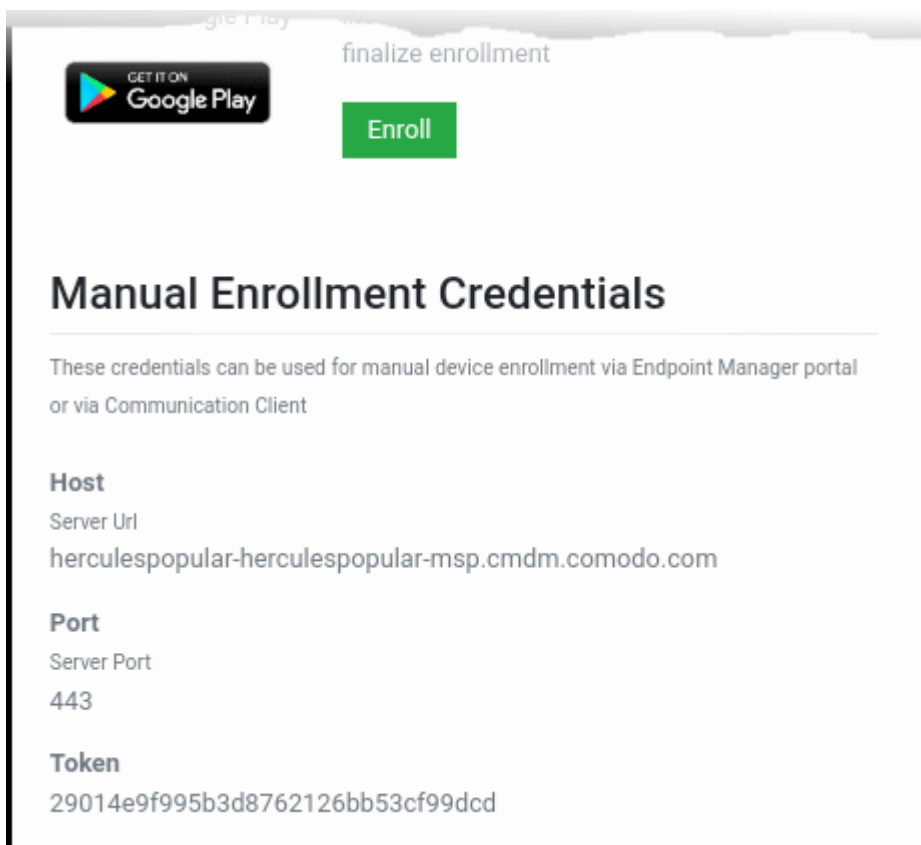 finalize enrollment
GET IT ON
Google Play
Enroll
Manual Enrollment Credentials
These credentials can be used for manual device enrollment via Endpoint Manager portal
or via Communication Client
Host
Server Url
herculespopular-herculespopular-msp.cmdm.comodo.com
Port
Server Port
443
Token
29014e9f995b3d8762126bb53cf99dcd